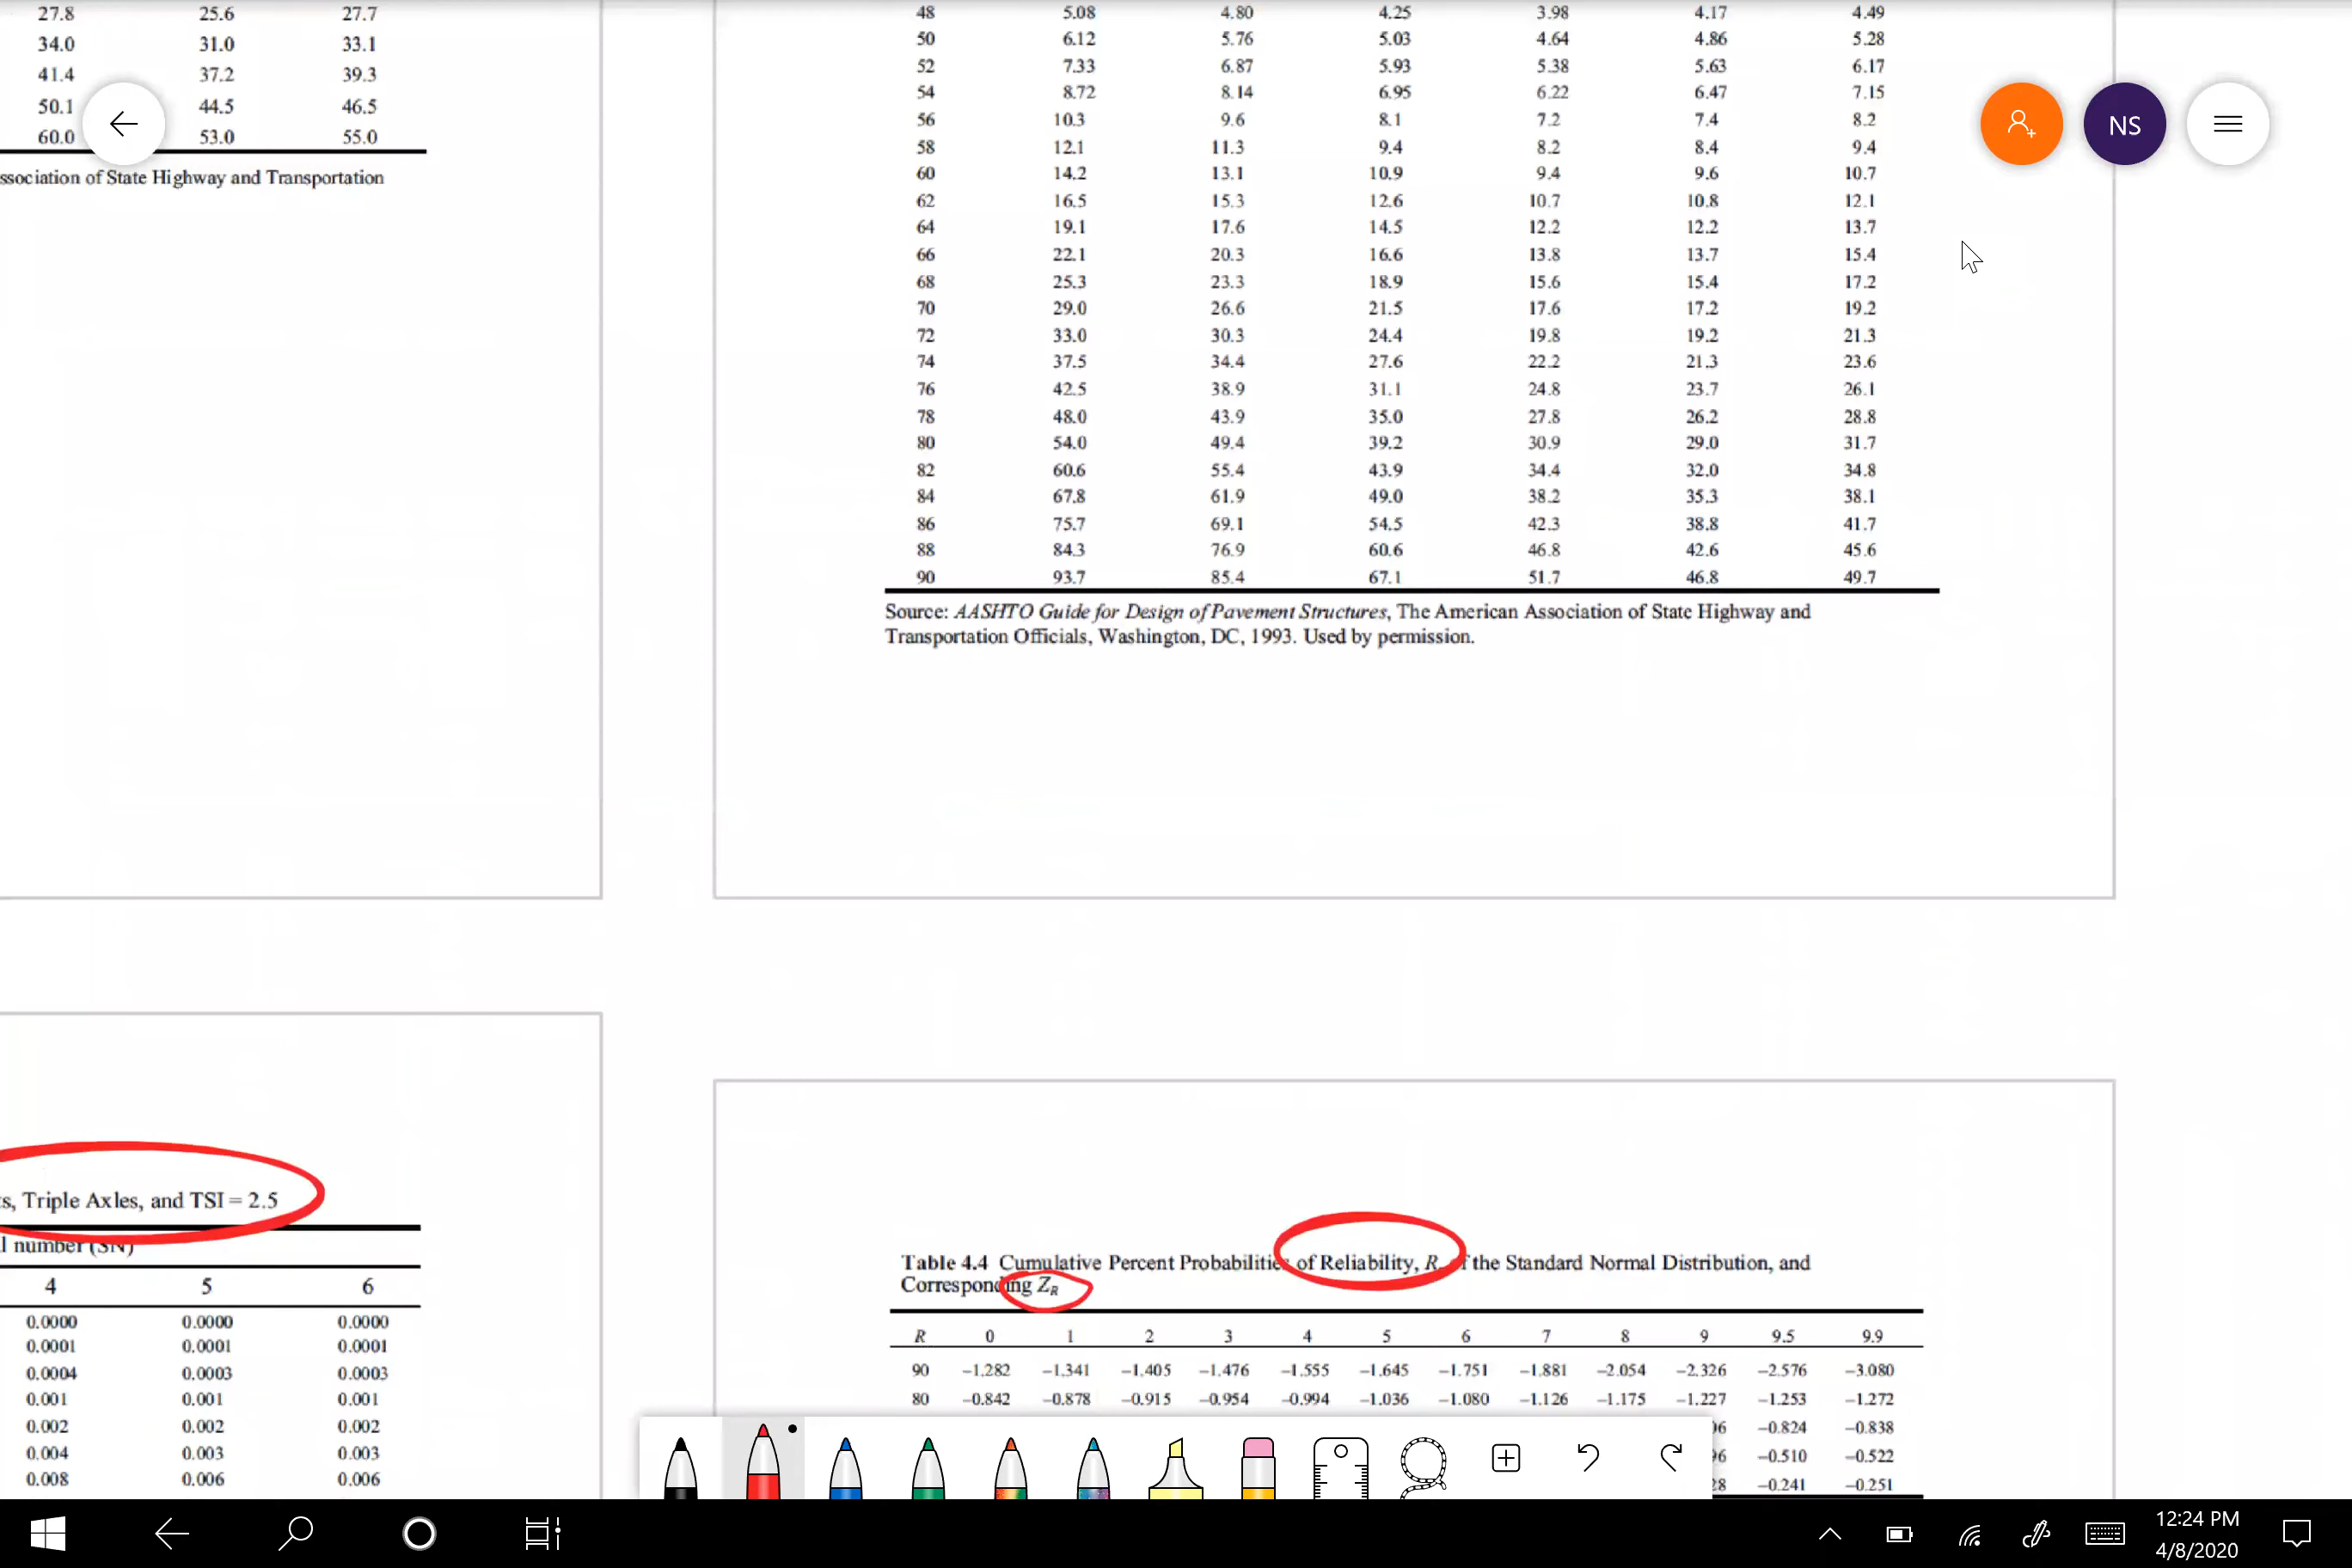 27.8 25.6 27.7
34.0 31.0 33.1
41.4 37.2 39.3
50.1 44.5 46.5
60.0 53.0 55.0
ssociation of State Highway and Transportation
48 5.08 4.80 4.25 3.98 4.17 4.49
50 6.12 5.76 5.03 4.64 4.86 5.28
52 7.33 6.87 5.93 5.38 5.63 6.17
54 8.72 8.14 6.95 6.22 6.47 7.15
56 10.3 9.6 8.1 7.2 7.4 8.2
58 12.1 11.3 9.4 8.2 8.4 9.4
60 14.2 13.1 10.9 9.4 9.6 10.7
62 16.5 15.3 12.6 10.7 10.8 12.1
64 19.1 17.6 14.5 12.2 12.2 13.7
66 22.1 20.3 16.6 13.8 13.7 15.4
68 25.3 23.3 18.9 15.6 15.4 17.2
70 29.0 26.6 21.5 17.6 17.2 19.2
72 33.0 30.3 24.4 19.8 19.2 21.3
74 37.5 34.4 27.6 22.2 21.3 23.6
76 42.5 38.9 31.1 24.8 23.7 26.1
78 48.0 43.9 35.0 27.8 26.2 28.8
80 54.0 49.4 39.2 30.9 29.0 31.7
82 60.6 55.4 43.9 34.4 32.0 34.8
84 67.8 61.9 49.0 38.2 35.3 38.1
86 75.7 69.1 54.5 42.3 38.8 41.7
88 84.3 76.9 60.6 46.8 42.6 45.6
90 93.7 85.4 67.1 51.7 46.8 49.7
Source: AASHTO Guide for Design of Pavement Structures, The American Association of State Highway and
Transportation Officials, Washington, DC, 1993. Used by permission.
NS
s, Triple Axles, and TSI = 2.5
l number (SN)
4 5 6
0.0000 0.0000 0.0000
0.0001 0.0001 0.0001
0.0004 0.0003 0.0003
0.001 0.001 0.001
0.002 0.002 0.002
0.004 0.003 0.003
0.008 0.006 0.006
Table 4.4 Cumulative Percent Probabilities of Reliability, R, of the Standard Normal Distribution, and
Corresponding ZR
R 0 1 2 3 4 5 6 7 8 9 9.5 9.9
90 −1.282 −1.341 −1.405 −1.476 −1.555 −1.645 −1.751 −1.881 −2.054 −2.326 −2.576 −3.080
80 −0.842 −0.878 −0.915 −0.954 −0.994 −1.036 −1.080 −1.126 −1.175 −1.227 −1.253 −1.272
−0.824 −0.838
−0.510 −0.522
−0.241 −0.251
12:24 PM
4/8/2020